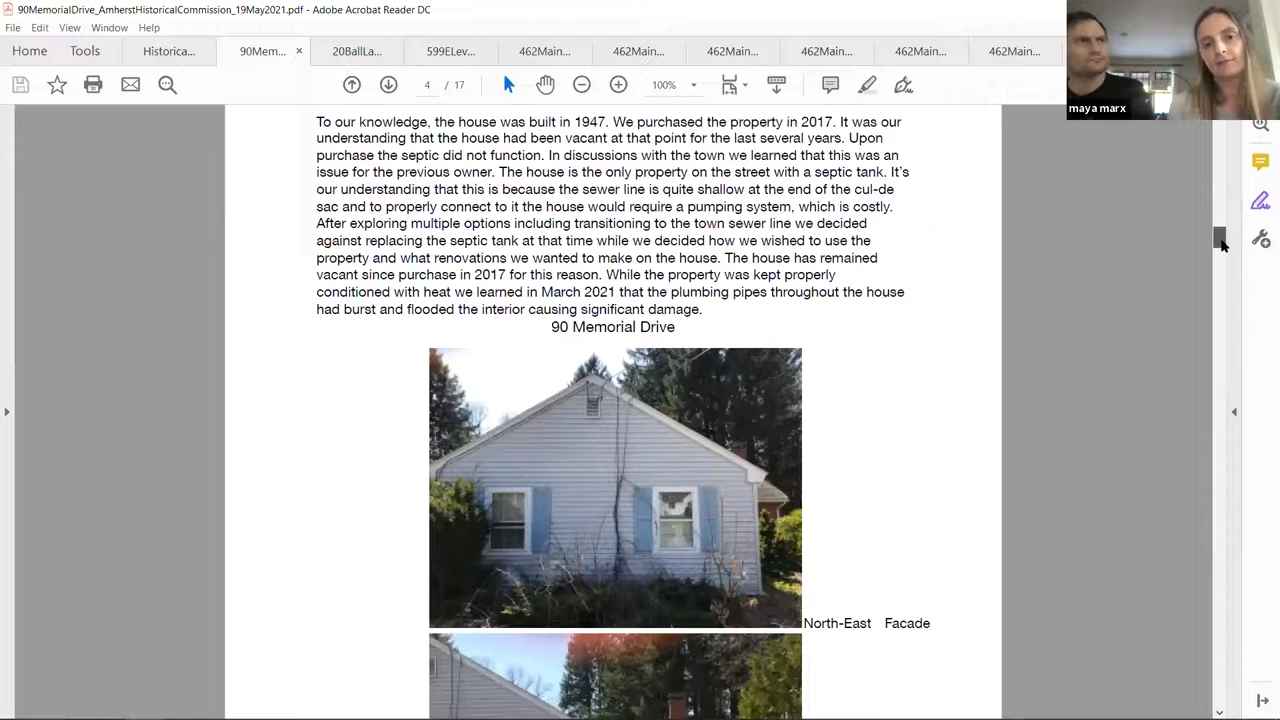 90MemorialDrive_AmherstHistoricalCommission_19May2021.pdf - Adobe Acrobat Reader DC
File Edit View Window Help
Home Tools Historica... 90Mem... × 20BallLa... 599ELev... 462Main... 462Main... 462Main... 462Main... 462Main... 462Main...
4 / 17 100%
maya marx
To our knowledge, the house was built in 1947. We purchased the property in 2017. It was our
understanding that the house had been vacant at that point for the last several years. Upon
purchase the septic did not function. In discussions with the town we learned that this was an
issue for the previous owner. The house is the only property on the street with a septic tank. It's
our understanding that this is because the sewer line is quite shallow at the end of the cul-de
sac and to properly connect to it the house would require a pumping system, which is costly.
After exploring multiple options including transitioning to the town sewer line we decided
against replacing the septic tank at that time while we decided how we wished to use the
property and what renovations we wanted to make on the house. The house has remained
vacant since purchase in 2017 for this reason. While the property was kept properly
conditioned with heat we learned in March 2021 that the plumbing pipes throughout the house
had burst and flooded the interior causing significant damage.
90 Memorial Drive
North-East Facade